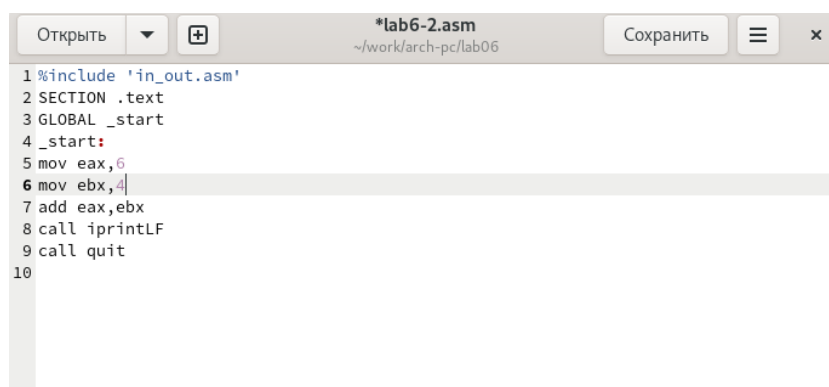 Открыть
*lab6-2.asm
~/work/arch-pc/lab06
Сохранить
1 %include 'in_out.asm'
2 SECTION .text
3 GLOBAL _start
4 _start:
5 mov eax,6
6 mov ebx,4
7 add eax,ebx
8 call iprintLF
9 call quit
10